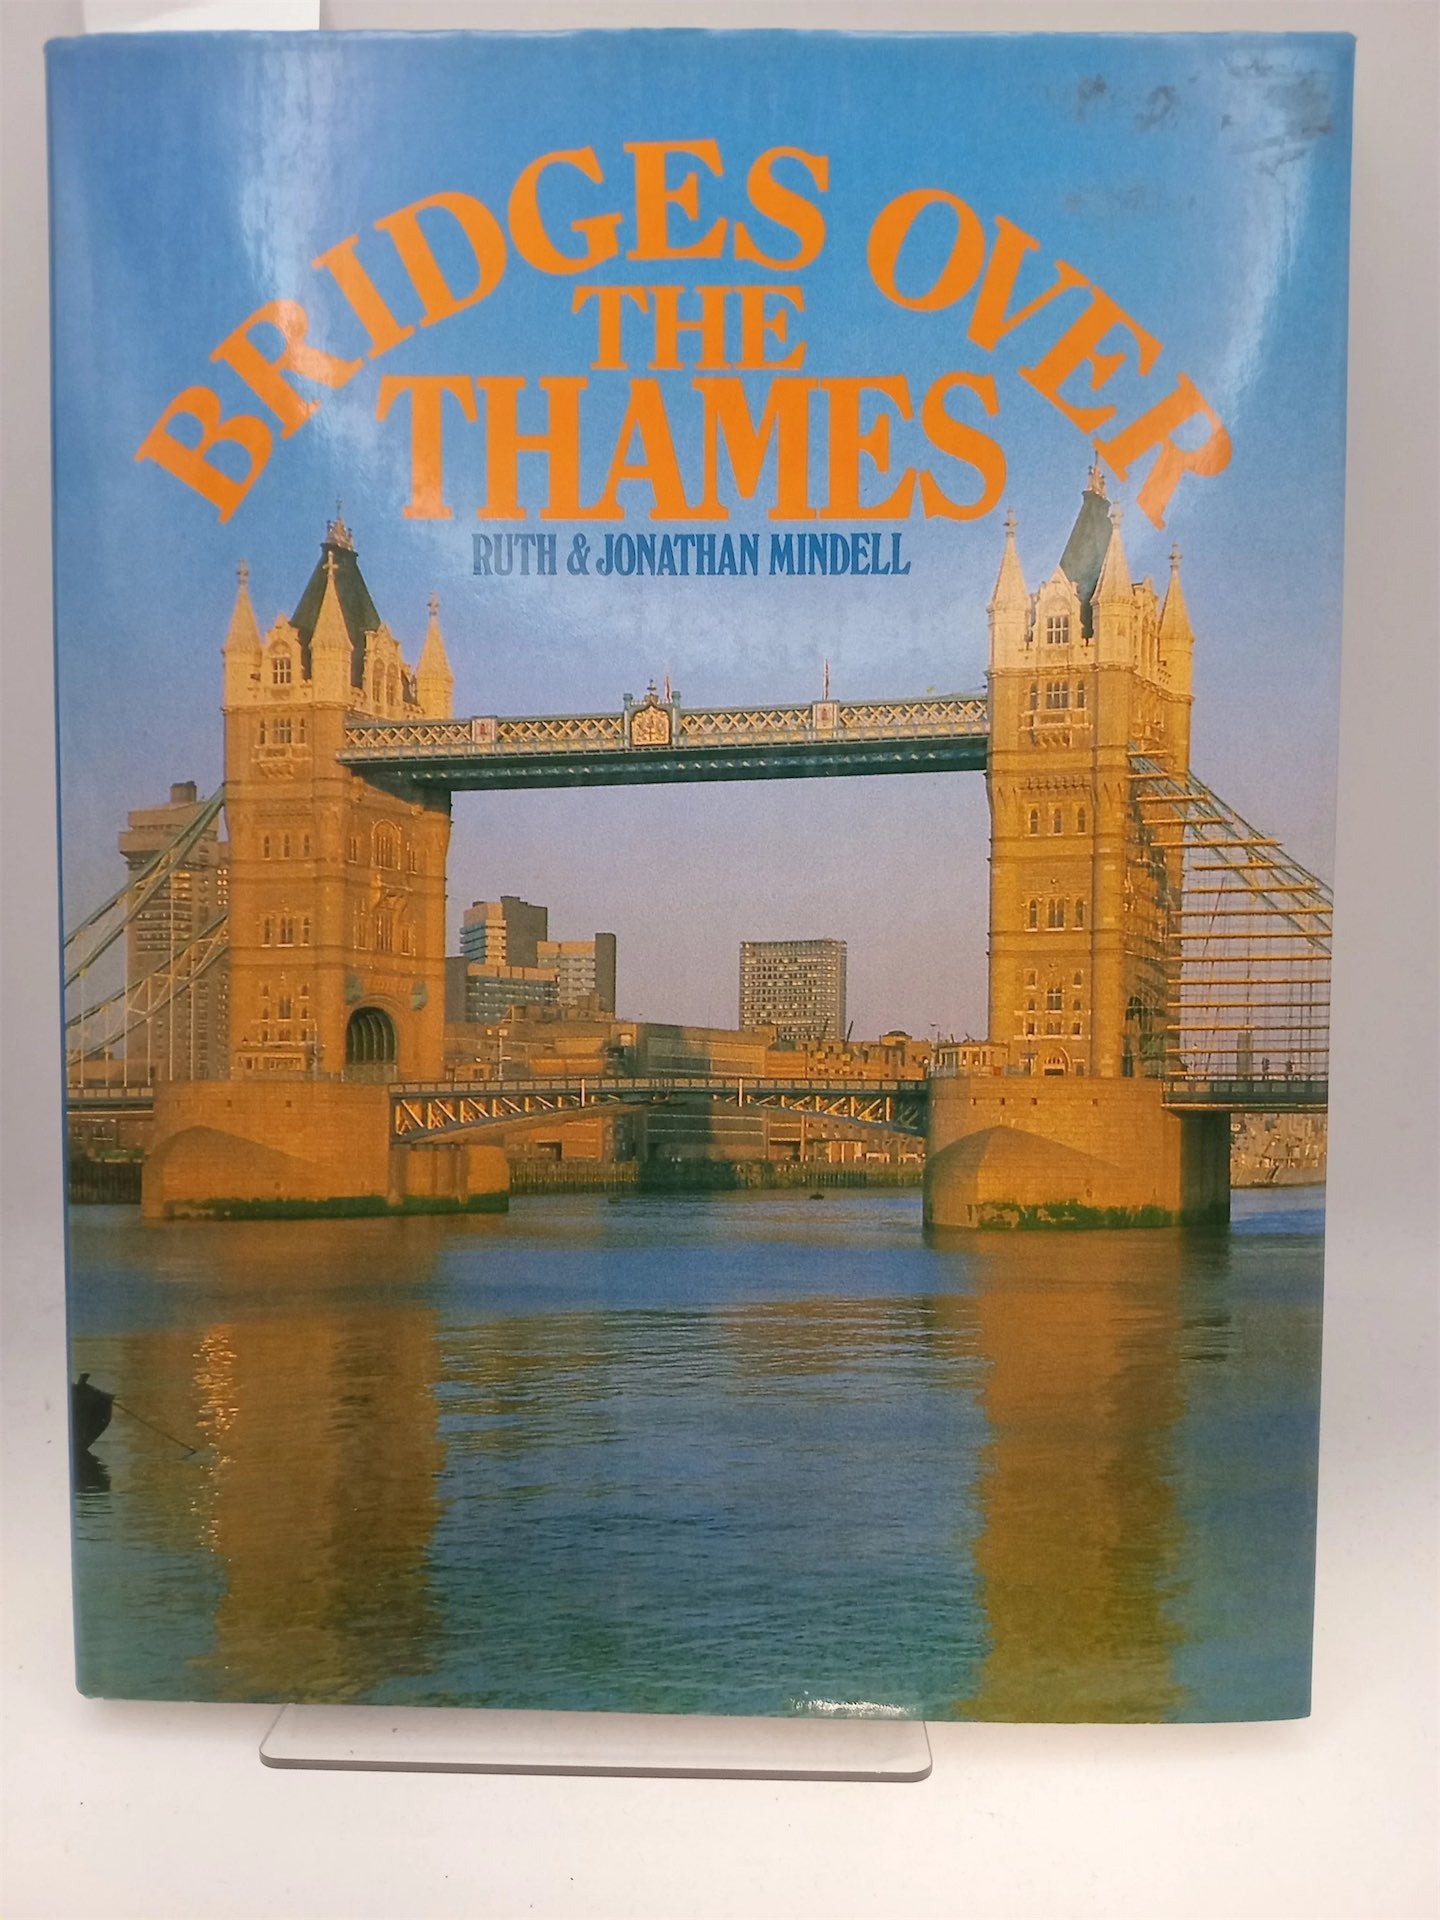 BRIDGES OVER
THE
THAMES
RUTH & JONATHAN MINDELL